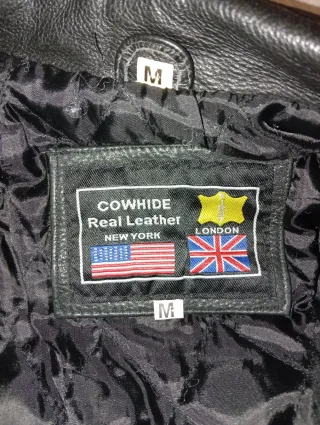 M
COWHIDE
Real Leather
NEW YORK
LONDON
M